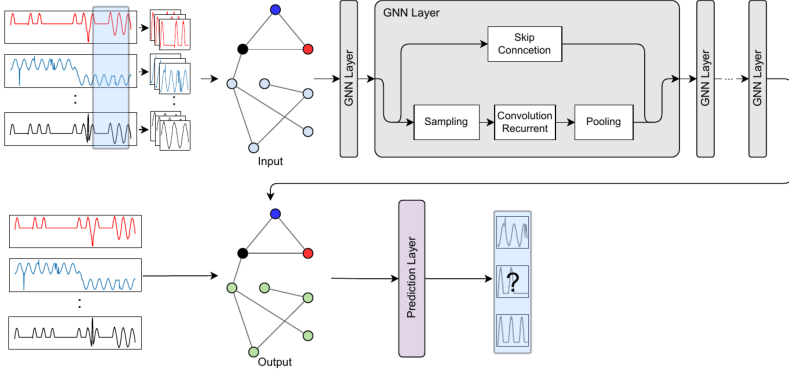 GNN Layer
GNN Layer
Skip
Conncetion
Sampling
Convolution
Recurrent
Pooling
GNN Layer
...
GNN Layer
:
:
:
Input
Prediction Layer
?
:
Output